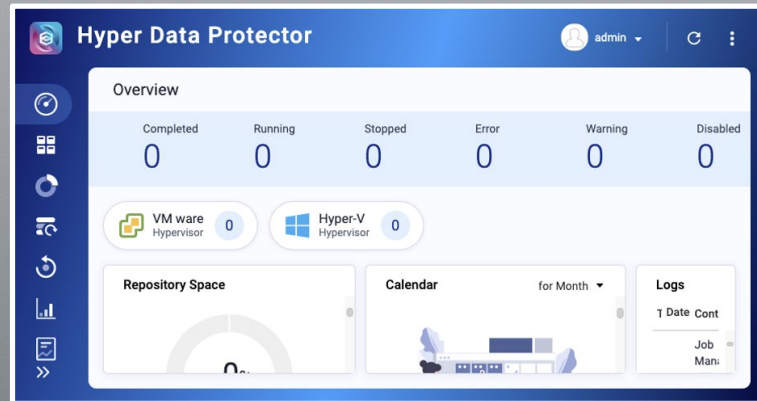 Hyper Data Protector
admin
Overview
Completed Running Stopped Error Warning Disabled
0 0 0 0 0 0
VM ware 0 Hyper-V 0
Hypervisor Hypervisor
Repository Space Calendar for Month Logs
Date Cont
Job